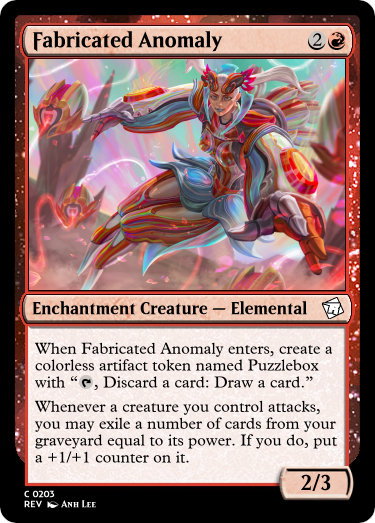 Fabricated Anomaly 2
Enchantment Creature — Elemental
When Fabricated Anomaly enters, create a
colorless artifact token named Puzzlebox
with “, Discard a card: Draw a card.”
Whenever a creature you control attacks,
you may exile a number of cards from your
graveyard equal to its power. If you do, put
a +1/+1 counter on it.
2/3
C 0203
REV Anh Lee